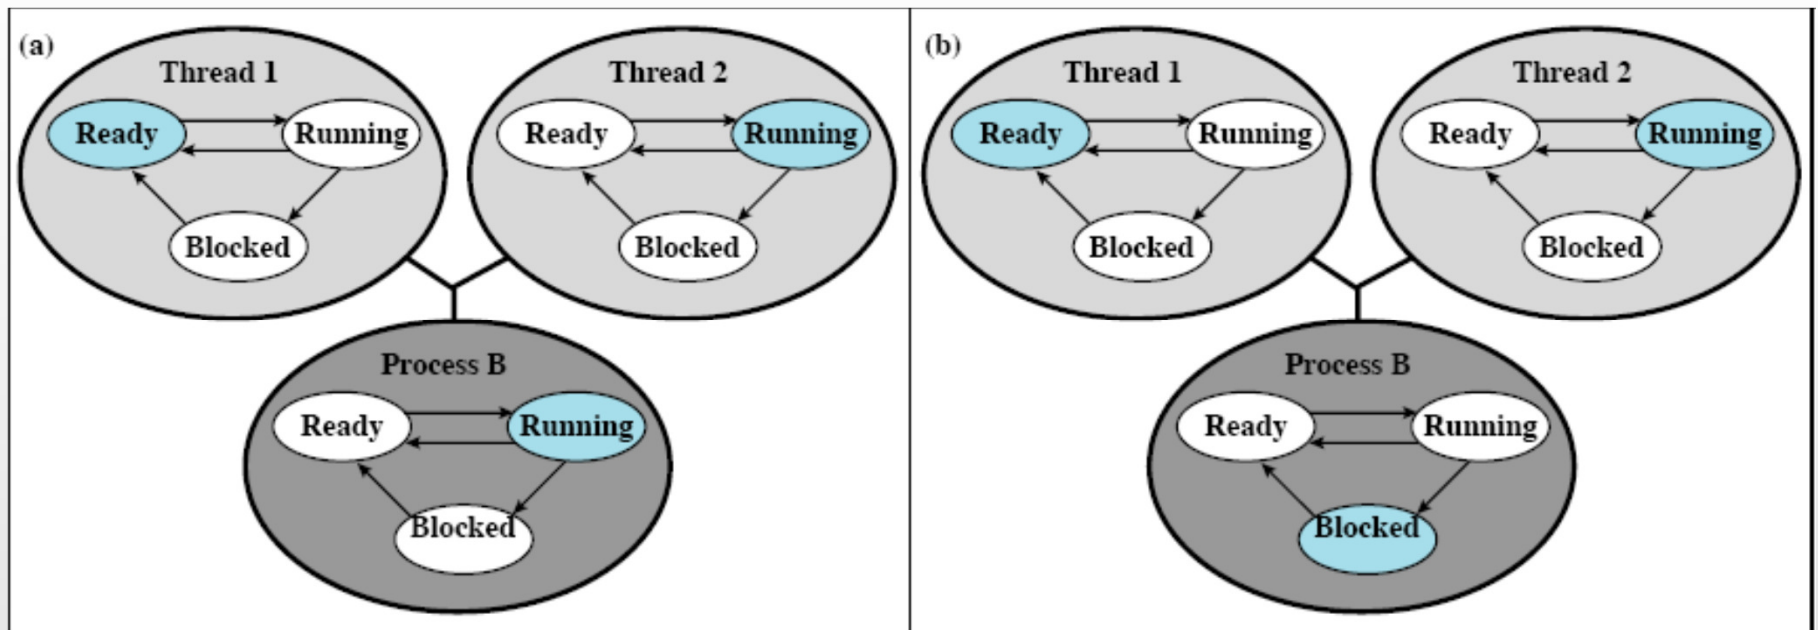 (a)
Thread 1
Ready
Running
Blocked
Thread 2
Ready
Running
Blocked
Process B
Ready
Running
Blocked
(b)
Thread 1
Ready
Running
Blocked
Thread 2
Ready
Running
Blocked
Process B
Ready
Running
Blocked